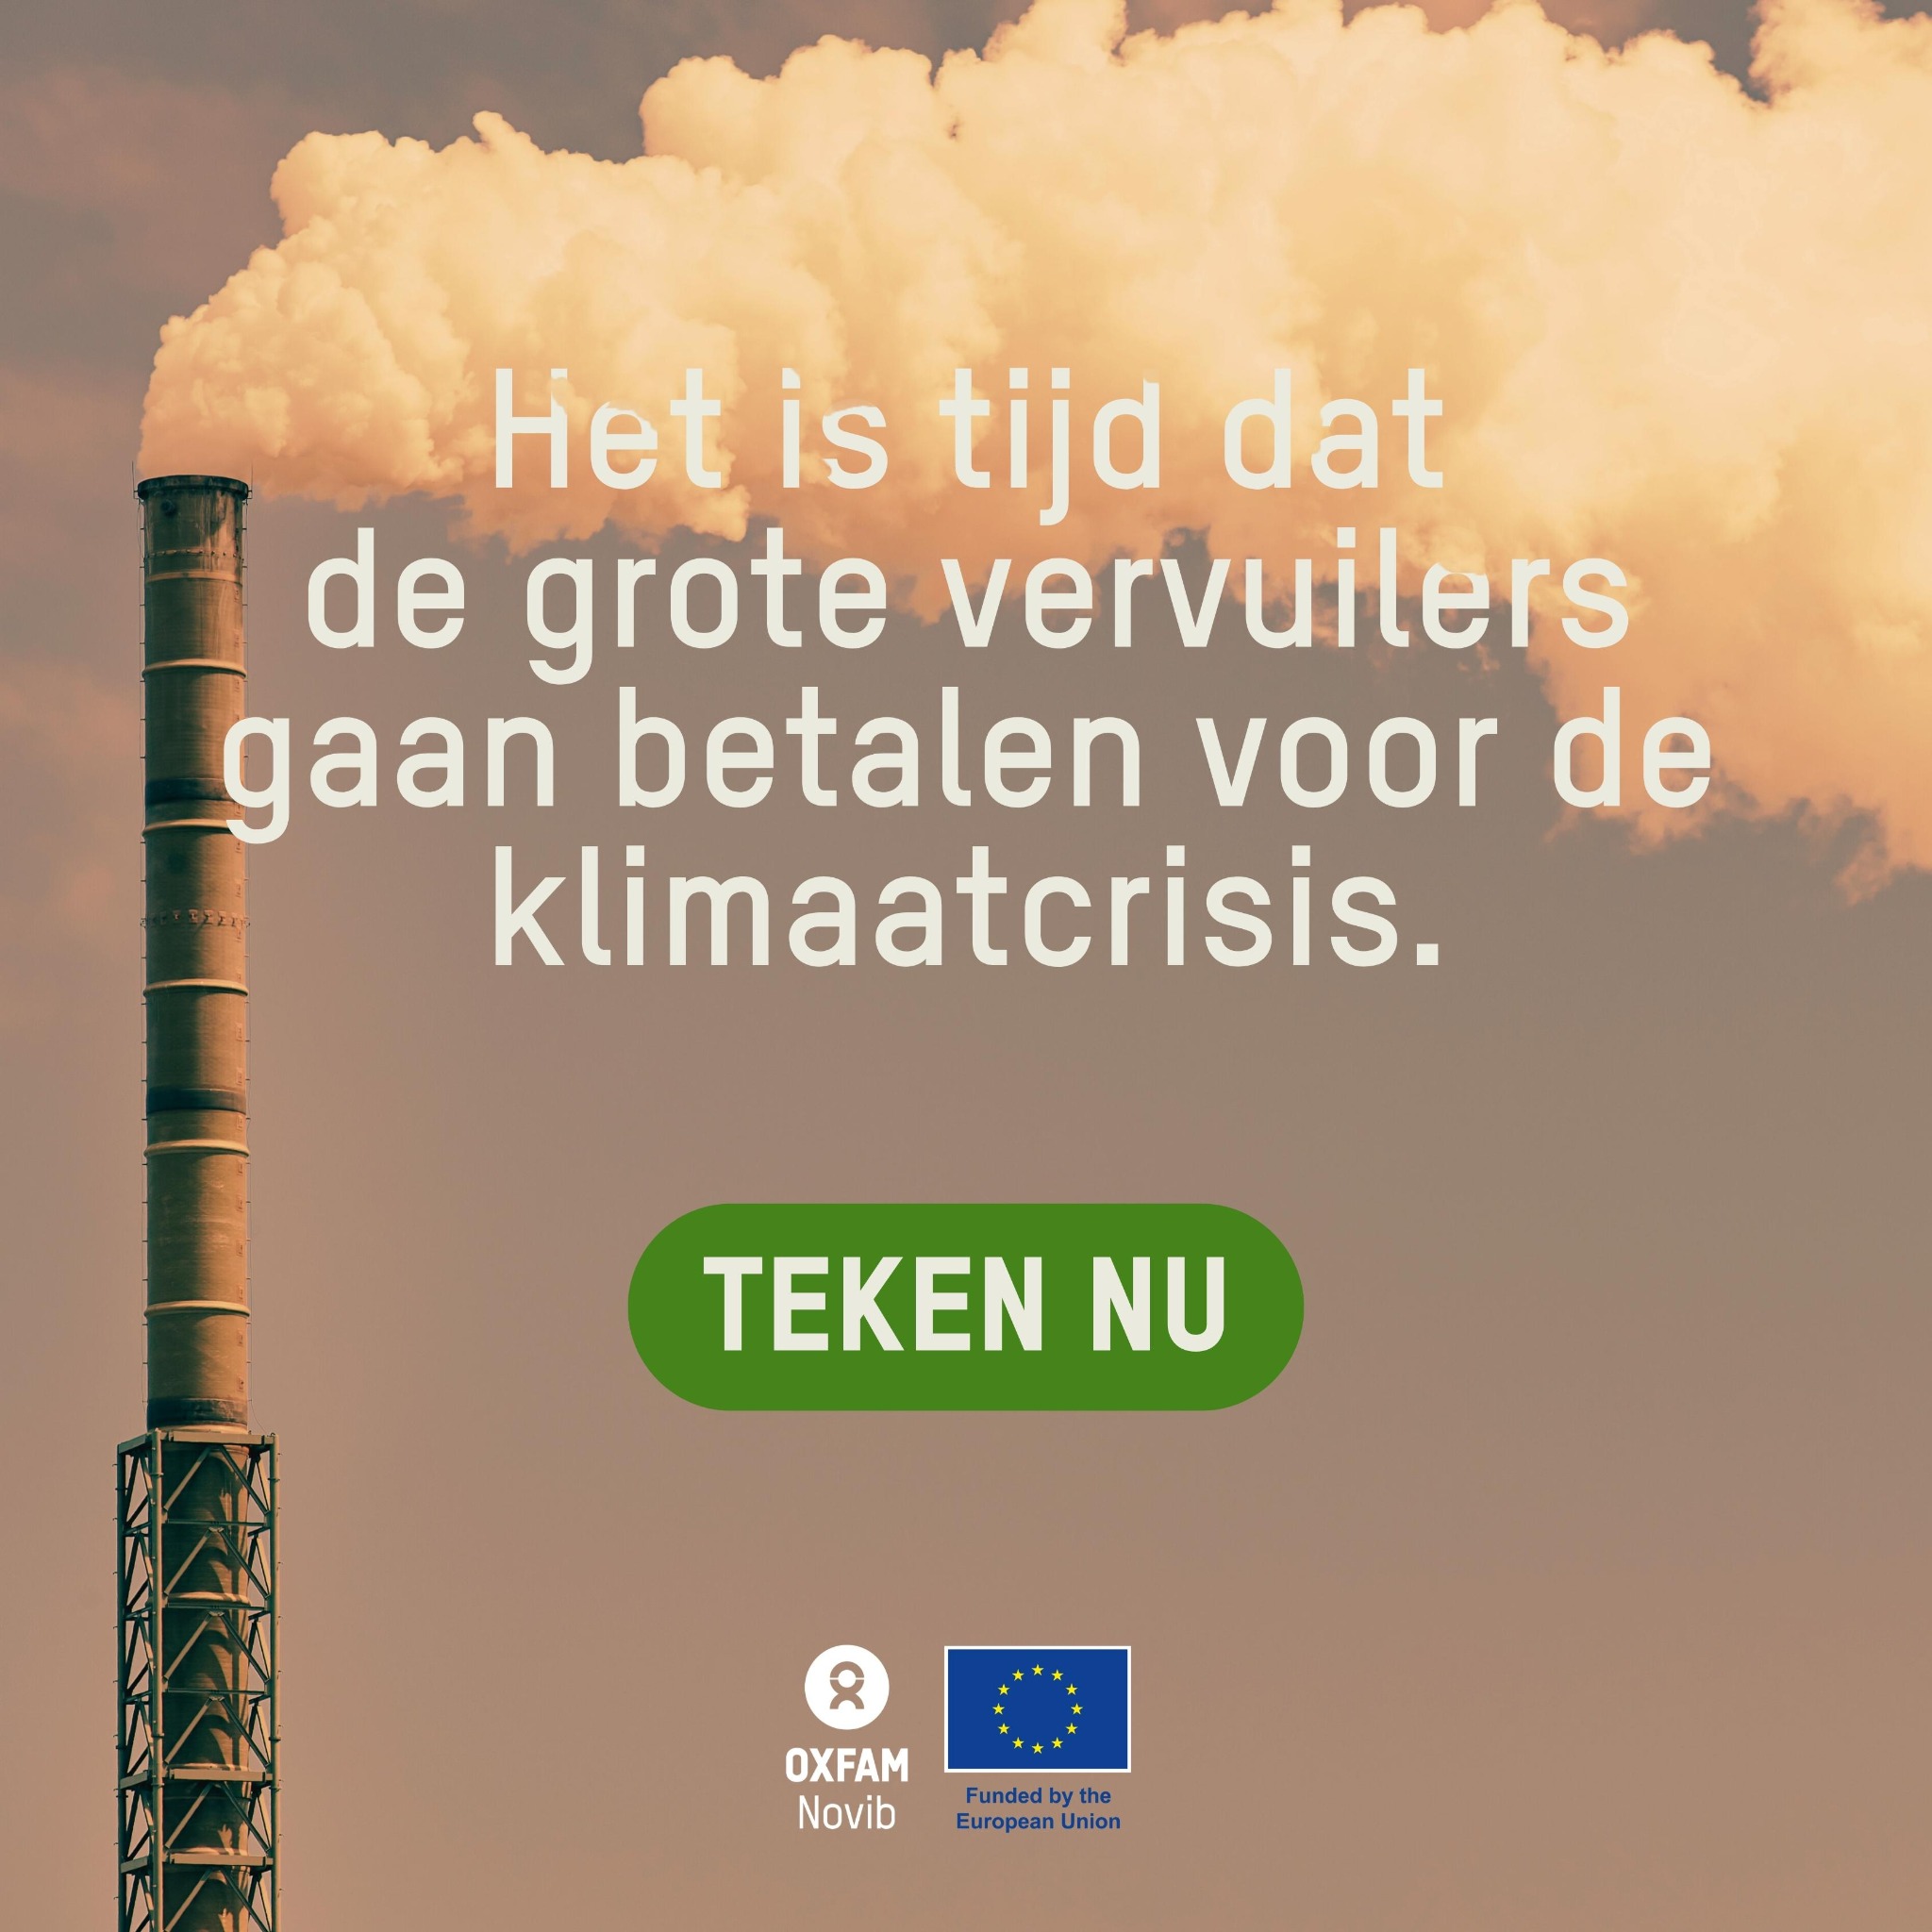 Het is tijd dat
de grote vervuilers
gaan betalen voor de
klimaatcrisis.
TEKEN NU
OXFAM
Novib
Funded by the
European Union